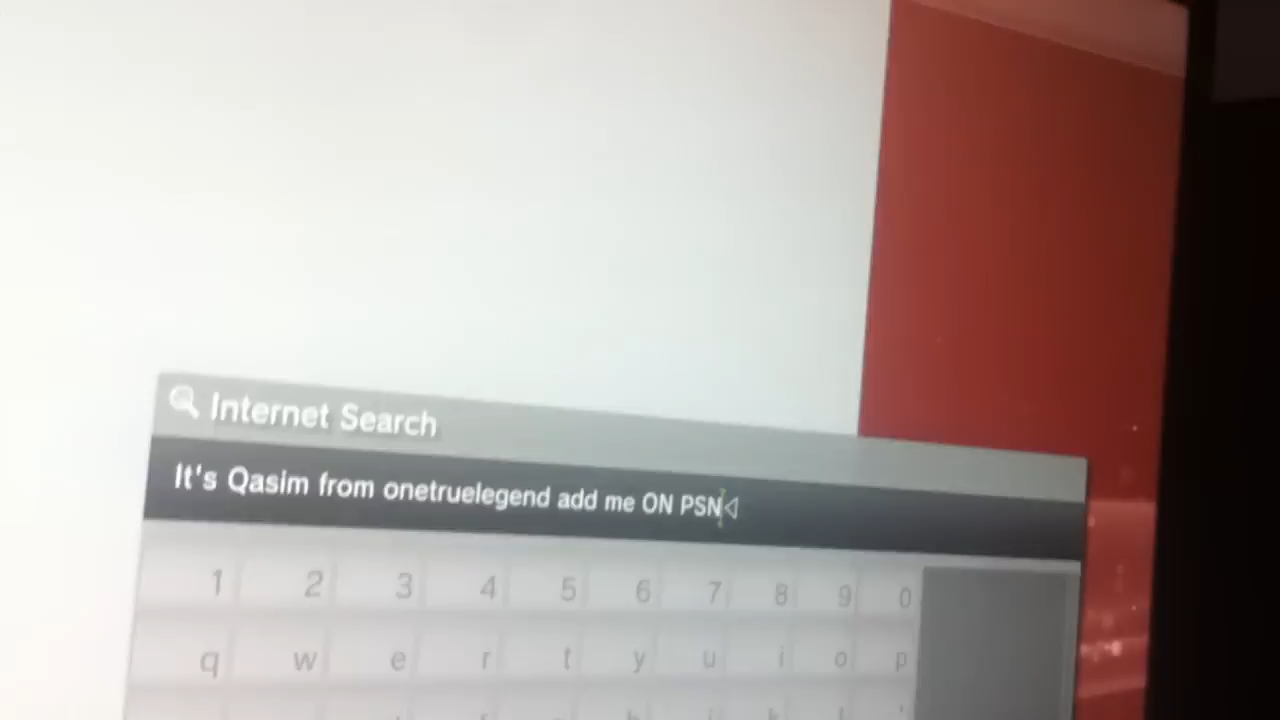 Internet Search
It's Qasim from onetruelegend add me ON PSN
1 2 3 4 5 6 7 8 9 0
q w e r t y u i o p